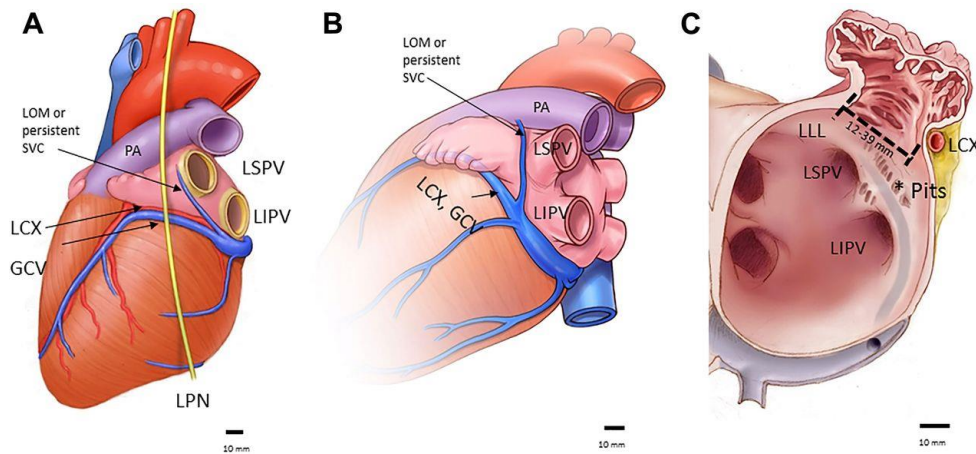 A
LOM or
persistent
SVC
PA
LSPV
LIPV
LCX
GCV
LPN
10 mm
B
LOM or
persistent
SVC
PA
LSPV
LIPV
LCX, GCV
10 mm
C
LLL
12-39 mm
LCX
LSPV
* Pits
LIPV
10 mm